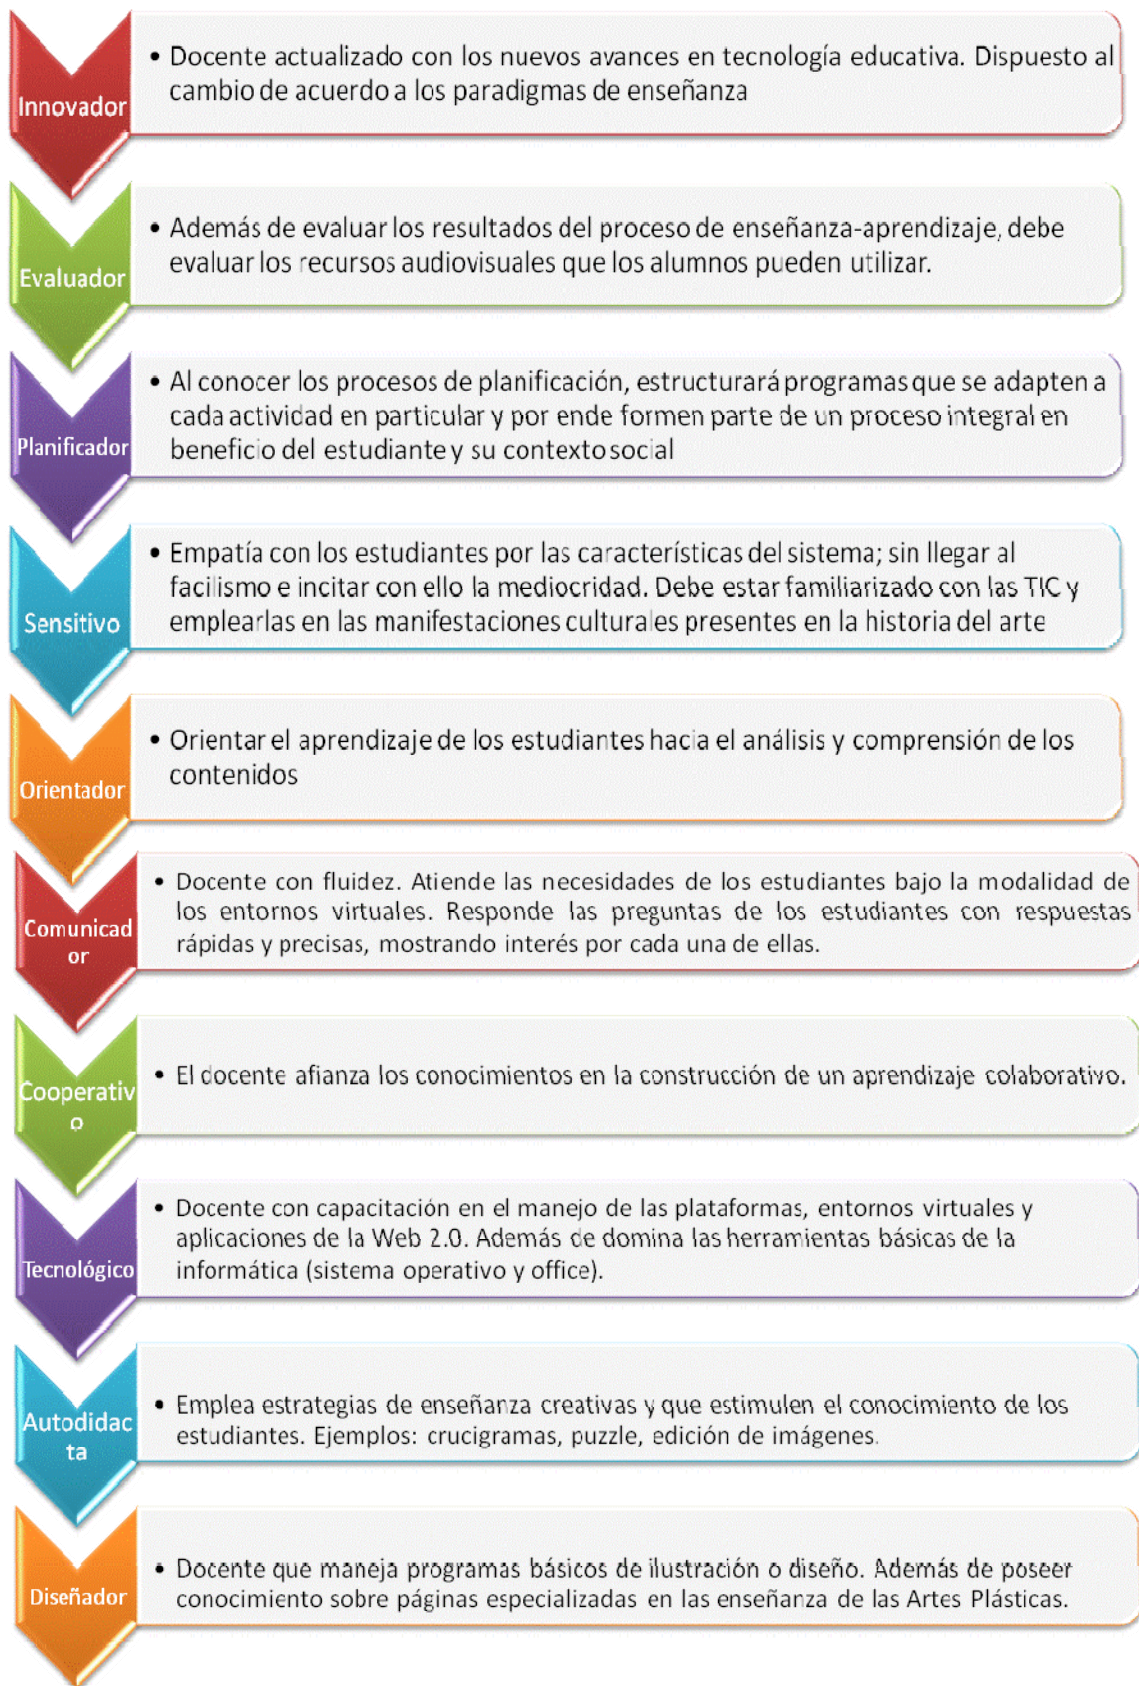 Innovador
• Docente actualizado con los nuevos avances en tecnología educativa. Dispuesto al
cambio de acuerdo a los paradigmas de enseñanza
Evaluador
• Además de evaluar los resultados del proceso de enseñanza-aprendizaje, debe
evaluar los recursos audiovisuales que los alumnos pueden utilizar.
Planificador
• Al conocer los procesos de planificación, estructurará programas que se adapten a
cada actividad en particular y por ende formen parte de un proceso integral en
beneficio del estudiante y su contexto social
Sensitivo
• Empatía con los estudiantes por las características del sistema; sin llegar al
facilismo e incitar con ello la mediocridad. Debe estar familiarizado con las TIC y
emplearlas en las manifestaciones culturales presentes en la historia del arte
Orientador
• Orientar el aprendizaje de los estudiantes hacia el análisis y comprensión de los
contenidos
Comunicad
or
• Docente con fluidez. Atiende las necesidades de los estudiantes bajo la modalidad de
los entornos virtuales. Responde las preguntas de los estudiantes con respuestas
rápidas y precisas, mostrando interés por cada una de ellas.
Cooperativ
o
• El docente afianza los conocimientos en la construcción de un aprendizaje colaborativo.
Tecnológico
• Docente con capacitación en el manejo de las plataformas, entornos virtuales y
aplicaciones de la Web 2.0. Además de domina las herramientas básicas de la
informática (sistema operativo y office).
Autodidac
ta
• Emplea estrategias de enseñanza creativas y que estimulen el conocimiento de los
estudiantes. Ejemplos: crucigramas, puzzle, edición de imágenes.
Diseñador
• Docente que maneja programas básicos de ilustración o diseño. Además de poseer
conocimiento sobre páginas especializadas en las enseñanza de las Artes Plásticas.